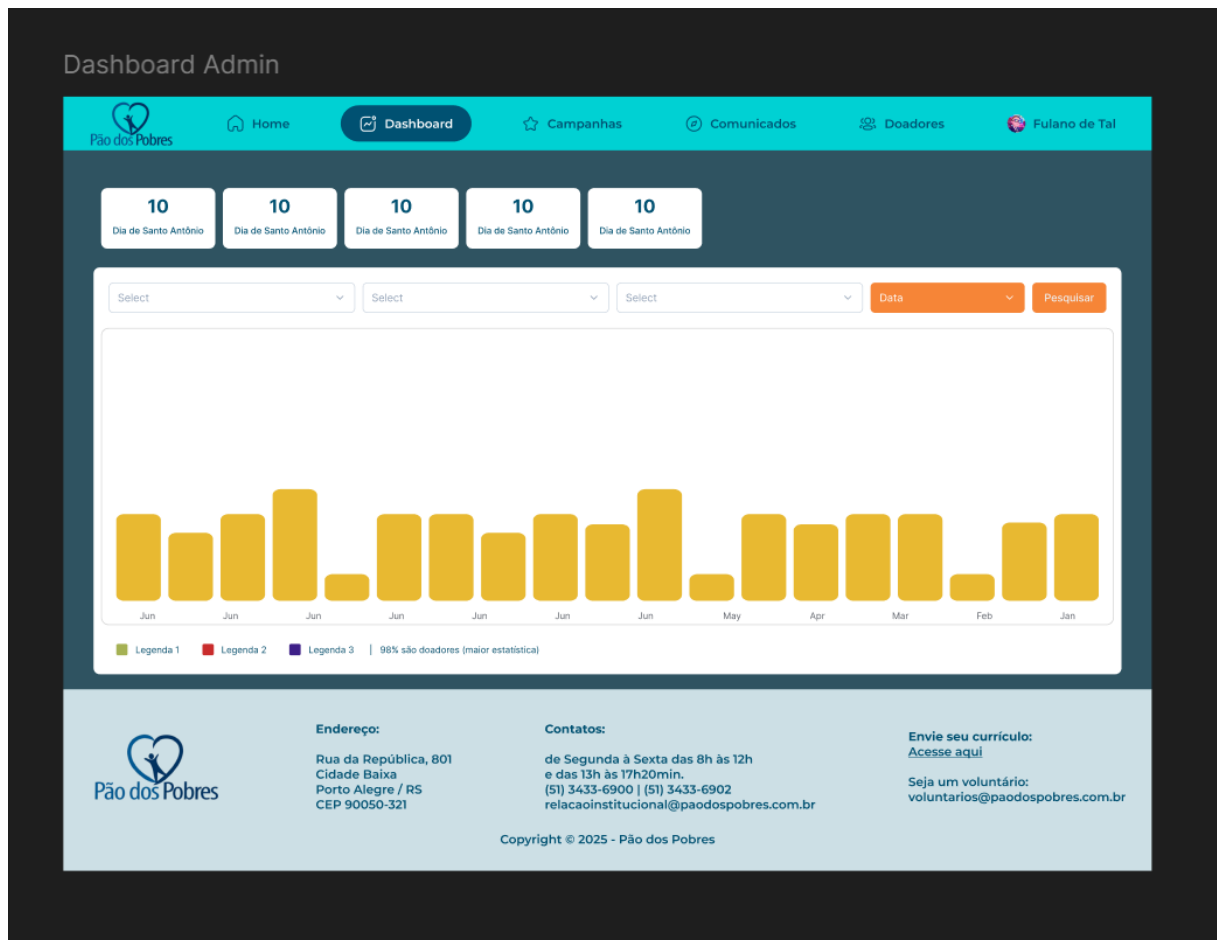 Dashboard Admin
Pão dos Pobres
Home
Dashboard
Campanhas
Comunicados
Doadores
Fulano de Tal
10
Dia de Santo Antônio
10
Dia de Santo Antônio
10
Dia de Santo Antônio
10
Dia de Santo Antônio
10
Dia de Santo Antônio
Select
Select
Select
Data
Pesquisar
Jun
Jun
Jun
Jun
Jun
Jun
Jun
May
Apr
Mar
Feb
Jan
Legenda 1
Legenda 2
Legenda 3
| 98% são doadores (maior estatística)
Pão dos Pobres
Endereço:
Rua da República, 801
Cidade Baixa
Porto Alegre / RS
CEP 90050-321
Contatos:
de Segunda à Sexta das 8h às 12h
e das 13h às 17h20min.
(51) 3433-6900 | (51) 3433-6902
relacaoinstitucional@paodospobres.com.br
Envie seu currículo:
Acesse aqui
Seja um voluntário:
voluntarios@paodospobres.com.br
Copyright © 2025 - Pão dos Pobres